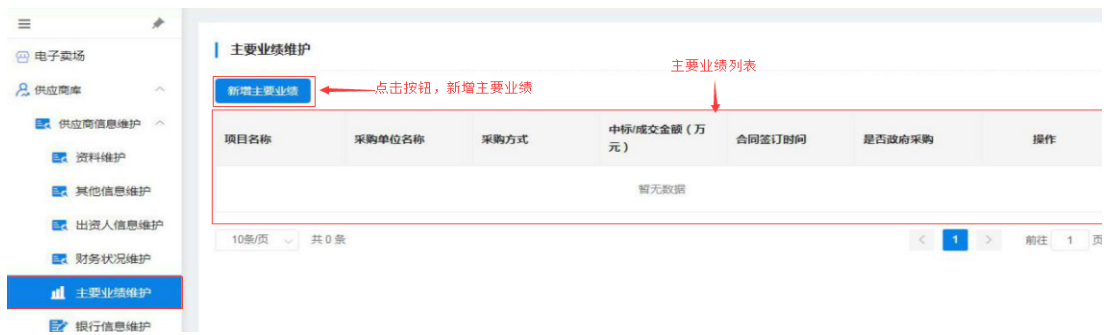 电子卖场
供应商库
供应商信息维护
资料维护
其他信息维护
出资人信息维护
财务状况维护
主要业绩维护
银行信息维护
主要业绩维护
主要业绩列表
新增主要业绩
点击按钮，新增主要业绩
项目名称 采购单位名称 采购方式 中标/成交金额（万元） 合同签订时间 是否政府采购 操作
暂无数据
10条/页 共 0 条 < 1 > 前往 1 页